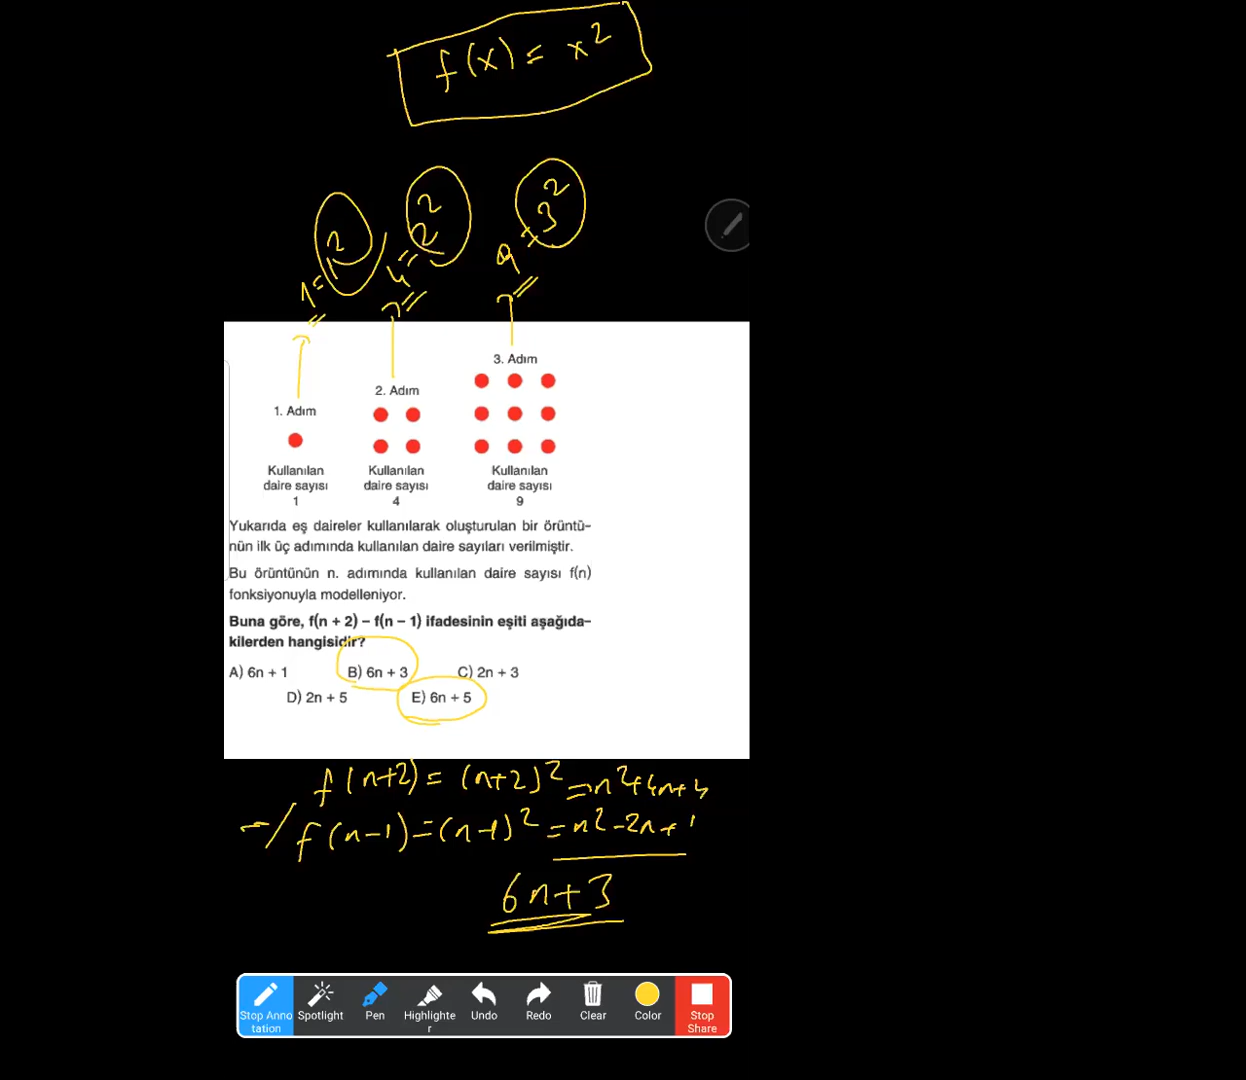 f(x) = x²
1 = 1²
4 = 2²
9 = 3²
3. Adım
2. Adım
1. Adım
Kullanılan Kullanılan Kullanılan
daire sayısı daire sayısı daire sayısı
1 4 9
Yukarıda eş daireler kullanılarak oluşturulan bir örüntü-
nün ilk üç adımında kullanılan daire sayıları verilmiştir.
Bu örüntünün n. adımında kullanılan daire sayısı f(n)
fonksiyonuyla modelleniyor.
Buna göre, f(n + 2) – f(n – 1) ifadesinin eşiti aşağıda-
kilerden hangisidir?
A) 6n + 1 B) 6n + 3 C) 2n + 3
D) 2n + 5 E) 6n + 5
f(n+2) = (n+2)² = n²+4n+4
-/ f(n-1) = (n-1)² = n²-2n+1
6n+3
Stop Anno Spotlight Pen Highlighte Undo Redo Clear Color Stop
tation r Share